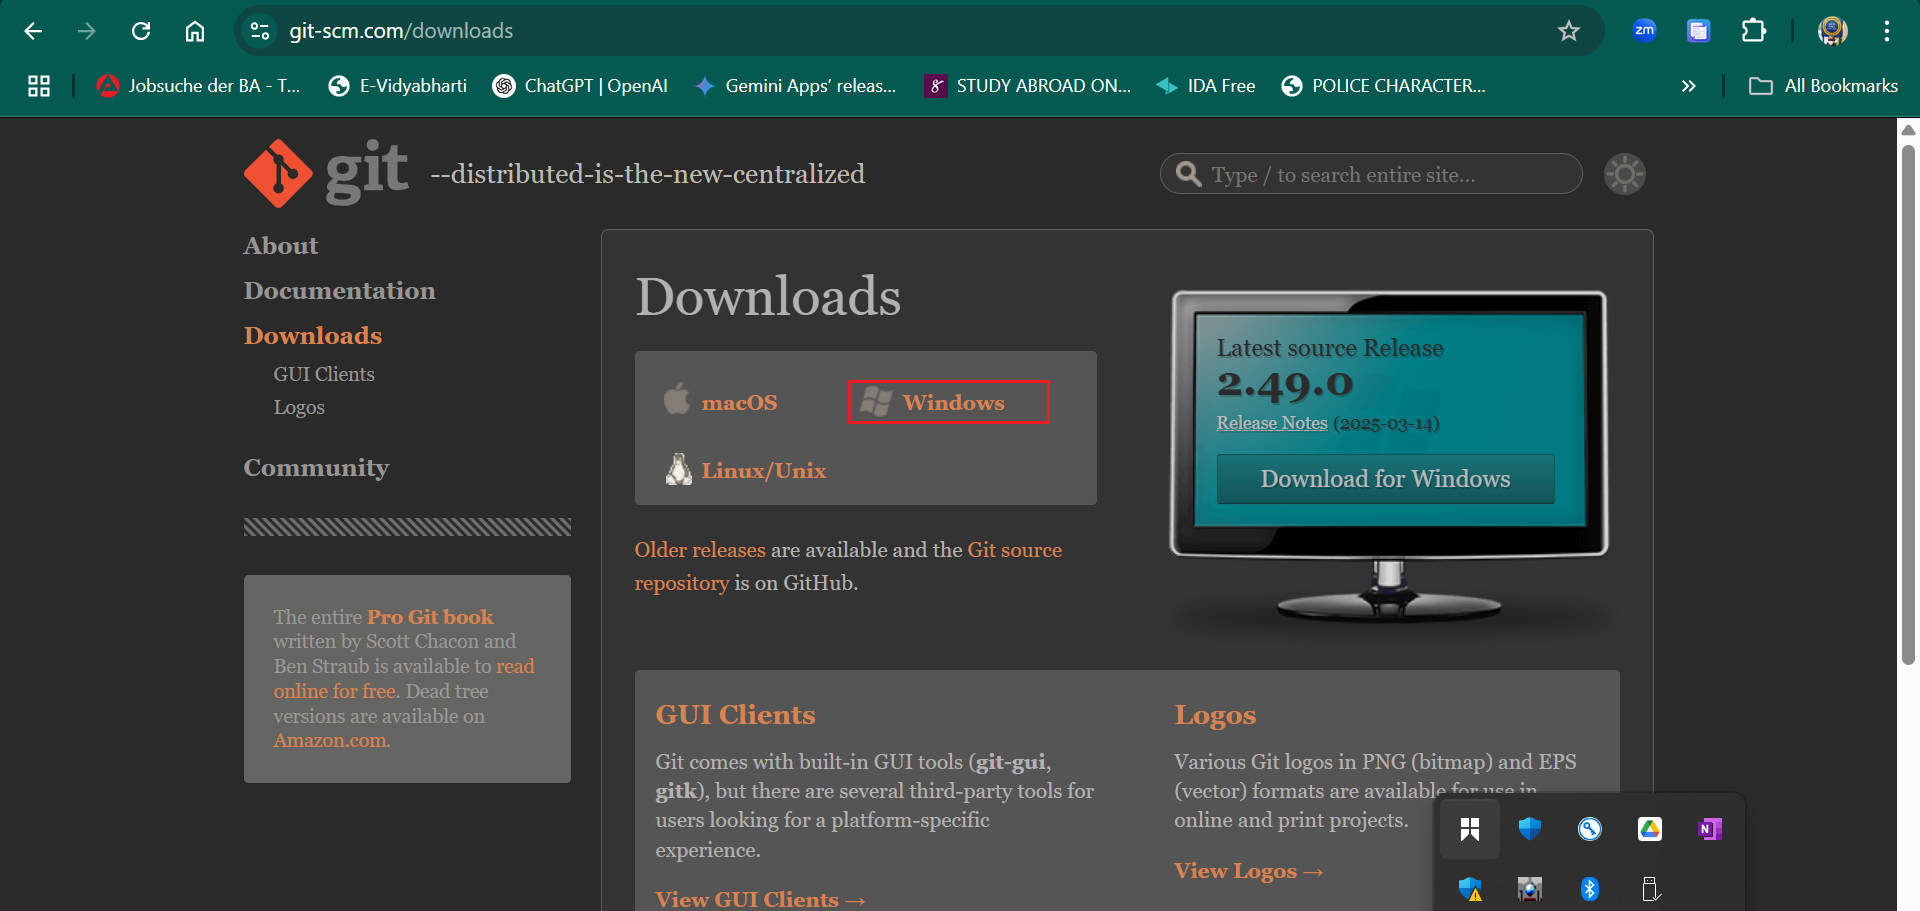 git-scm.com/downloads
zm
Jobsuche der BA - T...
E-Vidyabharti
ChatGPT | OpenAI
Gemini Apps’ releas...
8
STUDY ABROAD ON...
IDA Free
POLICE CHARACTER...
»
All Bookmarks
git
--distributed-is-the-new-centralized
Type / to search entire site...
About
Documentation
Downloads
GUI Clients
Logos
Community
The entire Pro Git book
written by Scott Chacon and
Ben Straub is available to read
online for free. Dead tree
versions are available on
Amazon.com.
Downloads
macOS
Windows
Linux/Unix
Older releases are available and the Git source
repository is on GitHub.
Latest source Release
2.49.0
Release Notes (2025-03-14)
Download for Windows
GUI Clients
Git comes with built-in GUI tools (git-gui,
gitk), but there are several third-party tools for
users looking for a platform-specific
experience.
View GUI Clients →
Logos
Various Git logos in PNG (bitmap) and EPS
(vector) formats are available for use in
online and print projects.
View Logos →
N